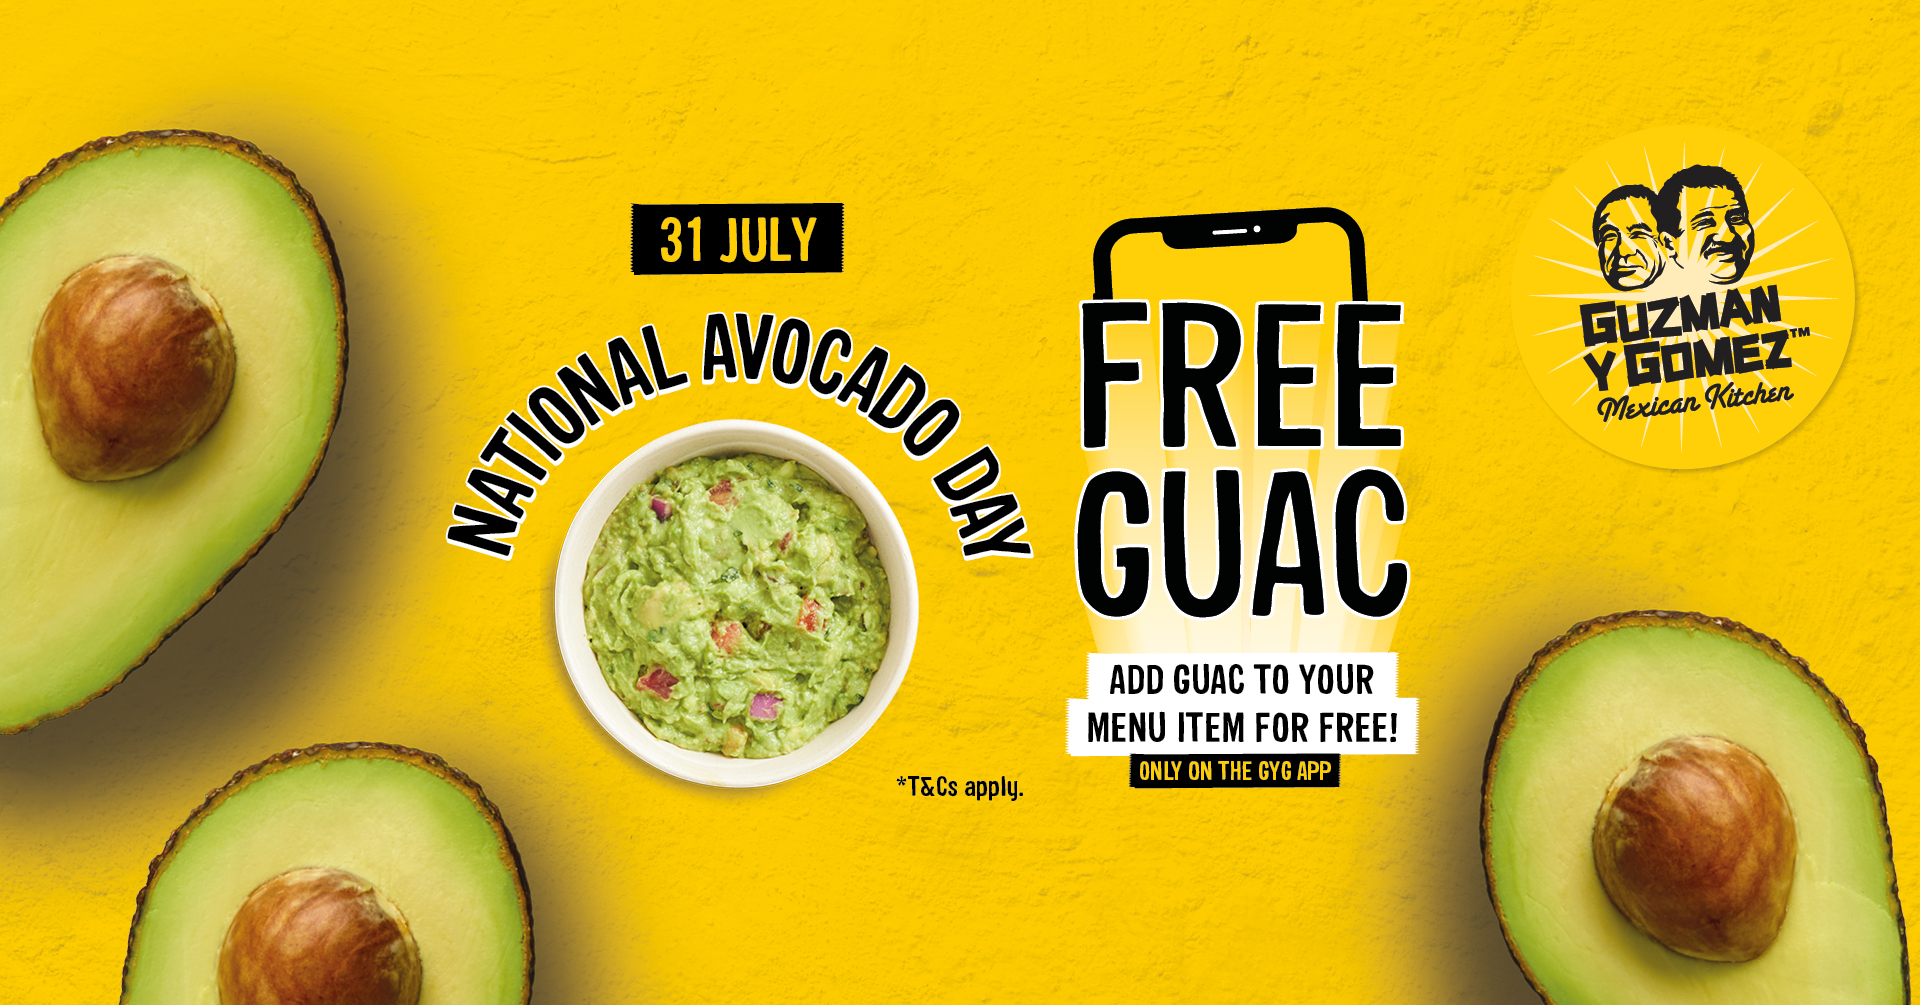 31 JULY
NATIONAL AVOCADO DAY
*T&Cs apply.
FREE
GUAC
ADD GUAC TO YOUR
MENU ITEM FOR FREE!
ONLY ON THE GYG APP
GUZMAN
Y GOMEZ™
Mexican Kitchen